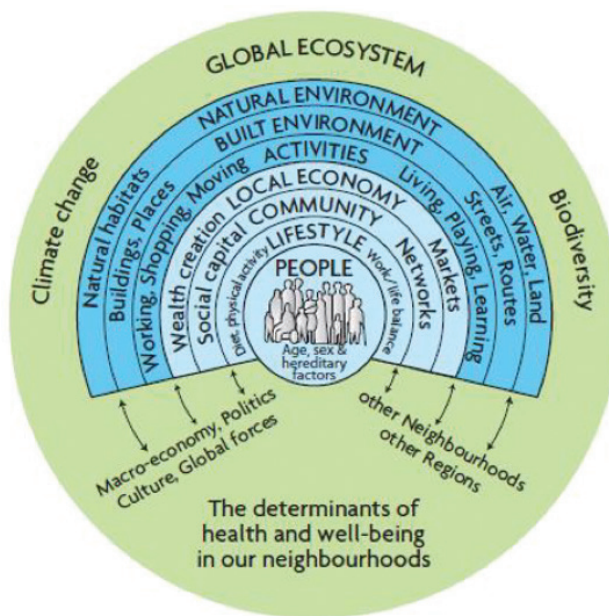 GLOBAL ECOSYSTEM
Climate change
Biodiversity
NATURAL ENVIRONMENT
Natural habitats
Air, Water, Land
BUILT ENVIRONMENT
Buildings, Places
Streets, Routes
ACTIVITIES
Working, Shopping, Moving
Living, Playing, Learning
LOCAL ECONOMY
Wealth creation
Markets
COMMUNITY
Social capital
Networks
LIFESTYLE
Diet, physical activity
Work/life balance
PEOPLE
Age, sex &
hereditary
factors
Macro-economy, Politics
Culture, Global forces
other Neighbourhoods
other Regions
The determinants of
health and well-being
in our neighbourhoods